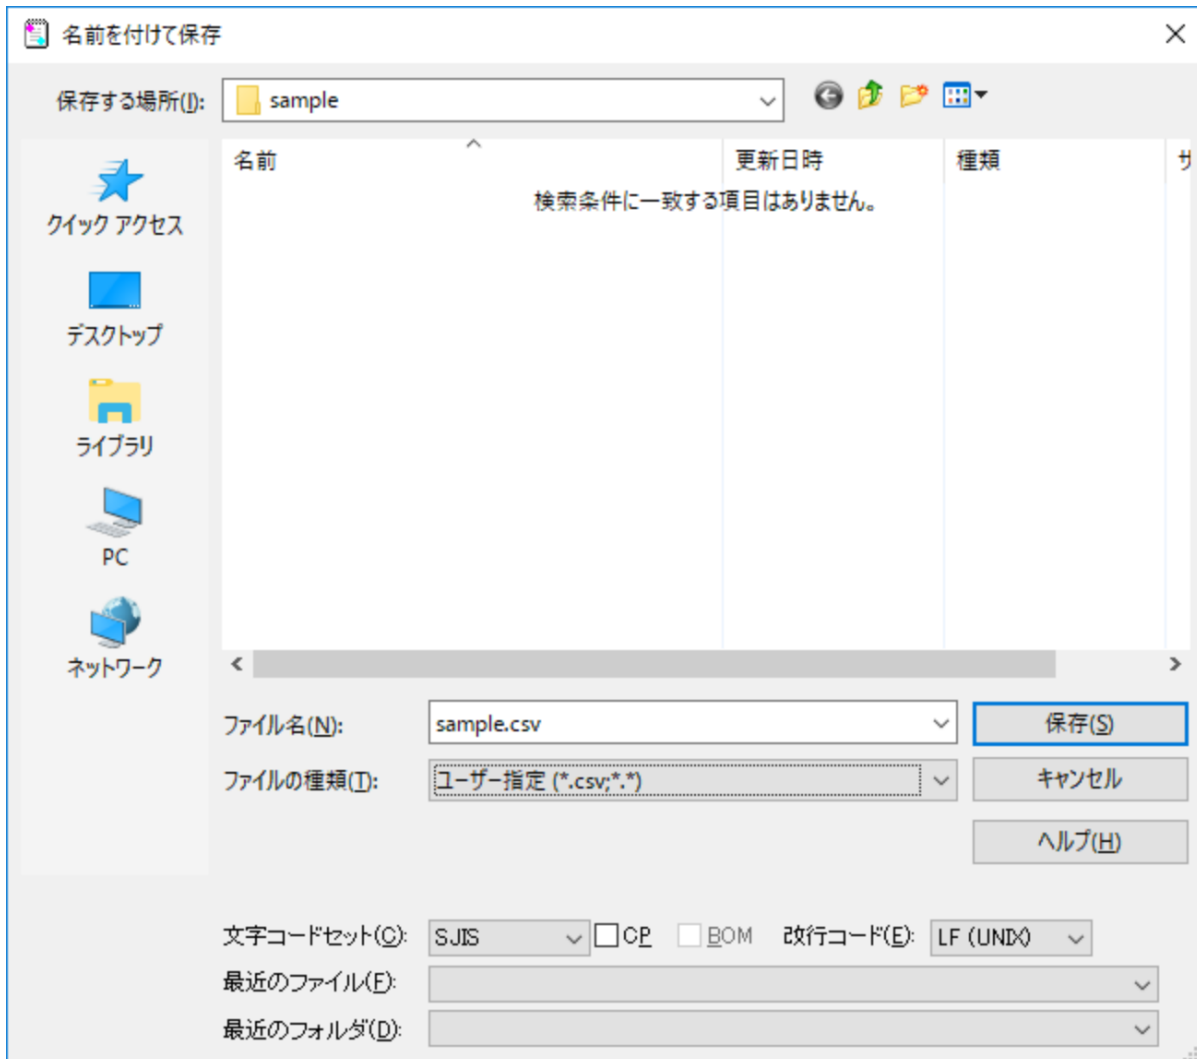 名前を付けて保存
保存する場所(I): sample
名前 更新日時 種類 サ
検索条件に一致する項目はありません。
クイック アクセス
デスクトップ
ライブラリ
PC
ネットワーク
ファイル名(N): sample.csv 保存(S)
ファイルの種類(T): ユーザー指定 (*.csv;*.*) キャンセル
ヘルプ(H)
文字コードセット(C): SJIS CP BOM 改行コード(E): LF (UNIX)
最近のファイル(F):
最近のフォルダ(D):